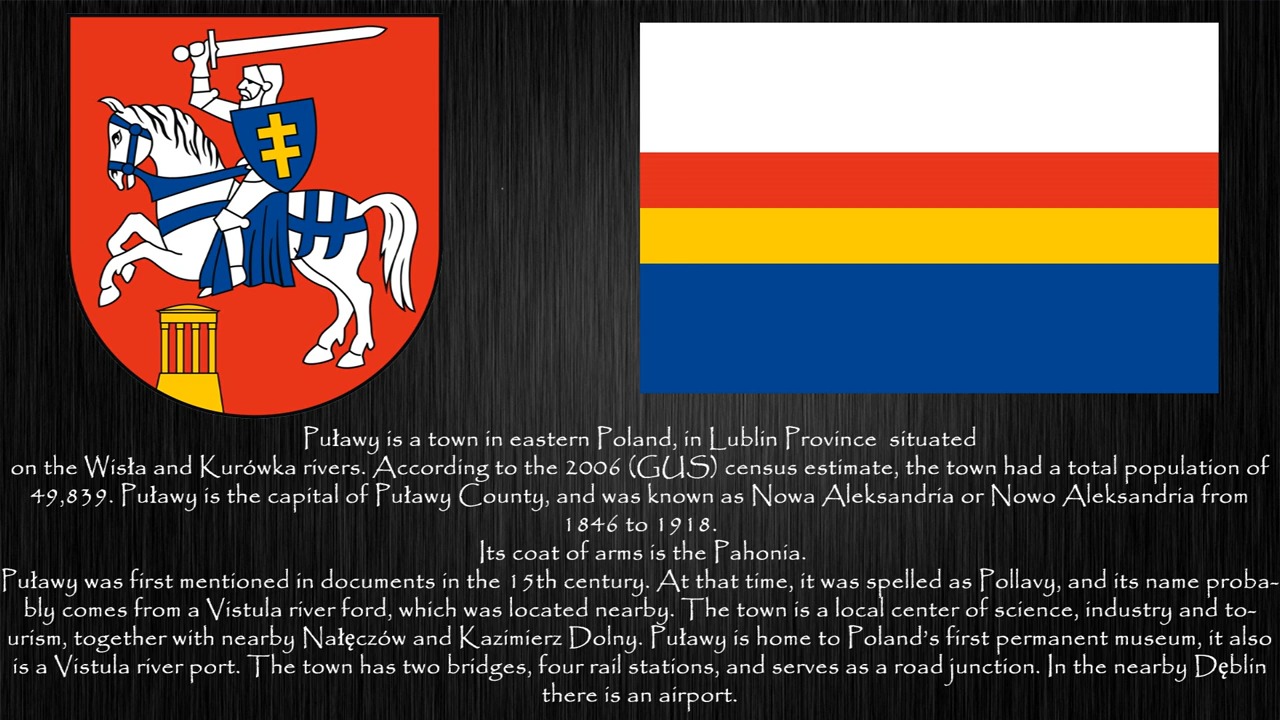 Puławy is a town in eastern Poland, in Lublin Province situated
on the Wisła and Kurówka rivers. According to the 2006 (GUS) census estimate, the town had a total population of
49,839. Puławy is the capital of Puławy County, and was known as Nowa Aleksandria or Nowo Aleksandria from
1846 to 1918.
Its coat of arms is the Pahonia.
Puławy was first mentioned in documents in the 15th century. At that time, it was spelled as Pollavy, and its name proba-
bly comes from a Vistula river ford, which was located nearby. The town is a local center of science, industry and to-
urism, together with nearby Nałęczów and Kazimierz Dolny. Puławy is home to Poland's first permanent museum, it also
is a Vistula river port. The town has two bridges, four rail stations, and serves as a road junction. In the nearby Dęblin
there is an airport.